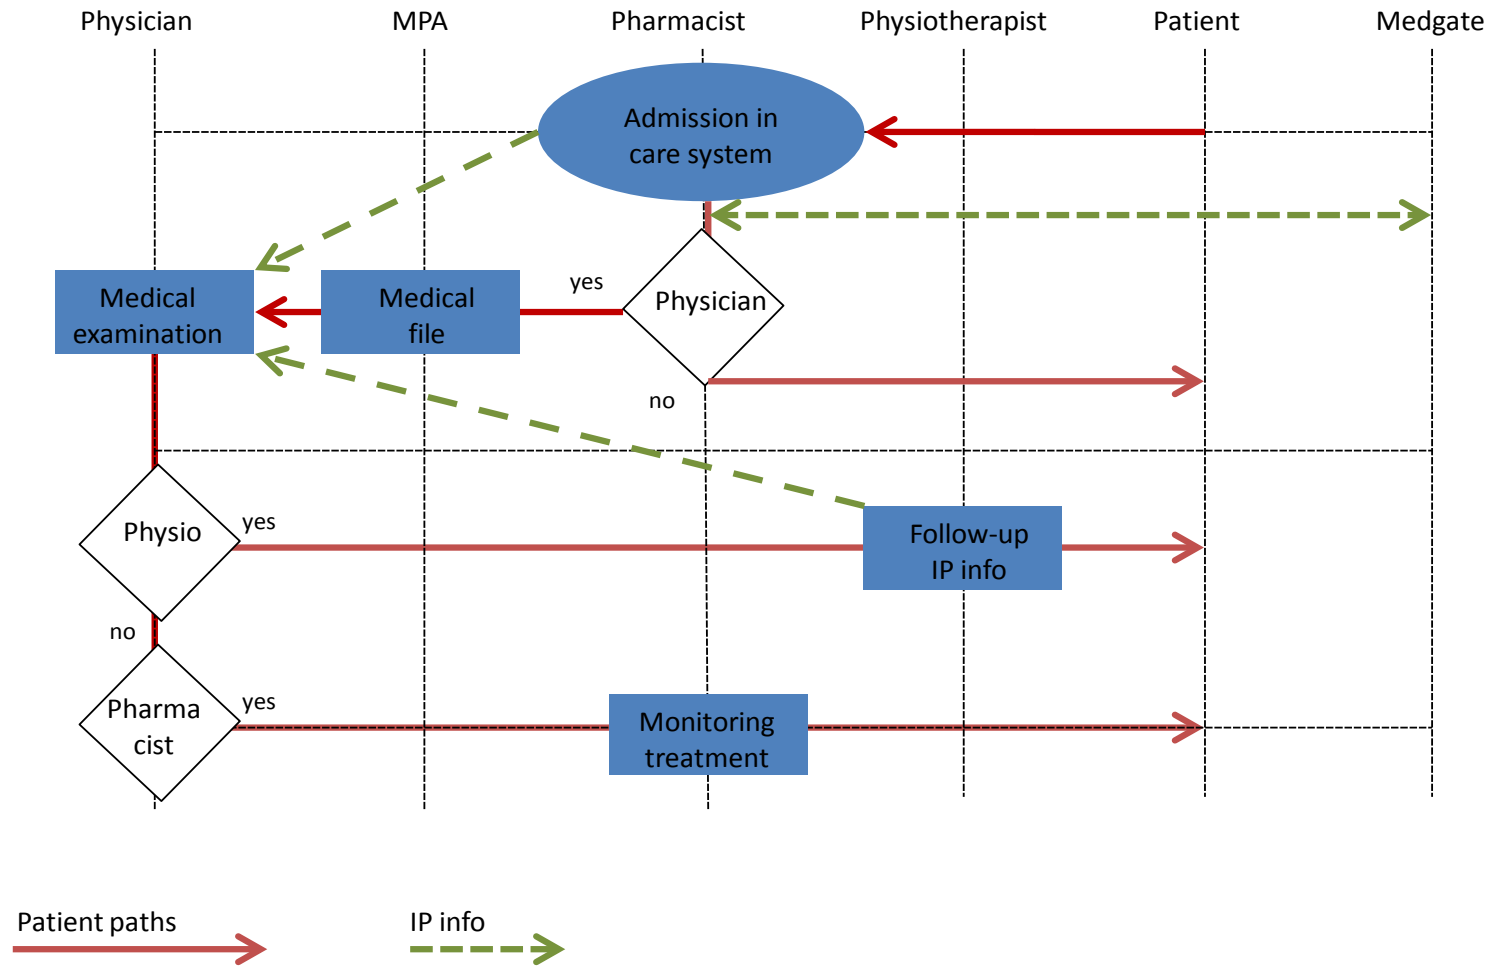 Physician
MPA
Pharmacist
Physiotherapist
Patient
Medgate
Admission in
care system
Medical
examination
Medical
file
yes
Physician
no
Physio
yes
Follow-up
IP info
no
Pharma
cist
yes
Monitoring
treatment
Patient paths
IP info